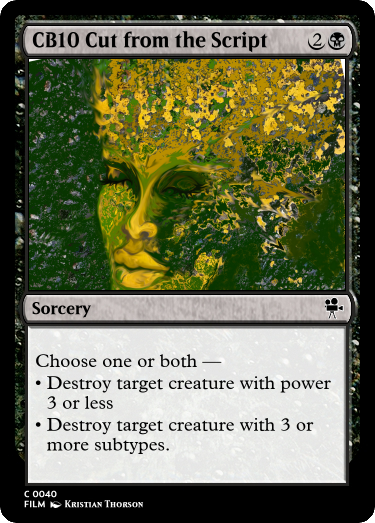 CB10 Cut from the Script 2
Sorcery
Choose one or both —
• Destroy target creature with power
3 or less
• Destroy target creature with 3 or
more subtypes.
C 0040
FILM Kristian Thorson